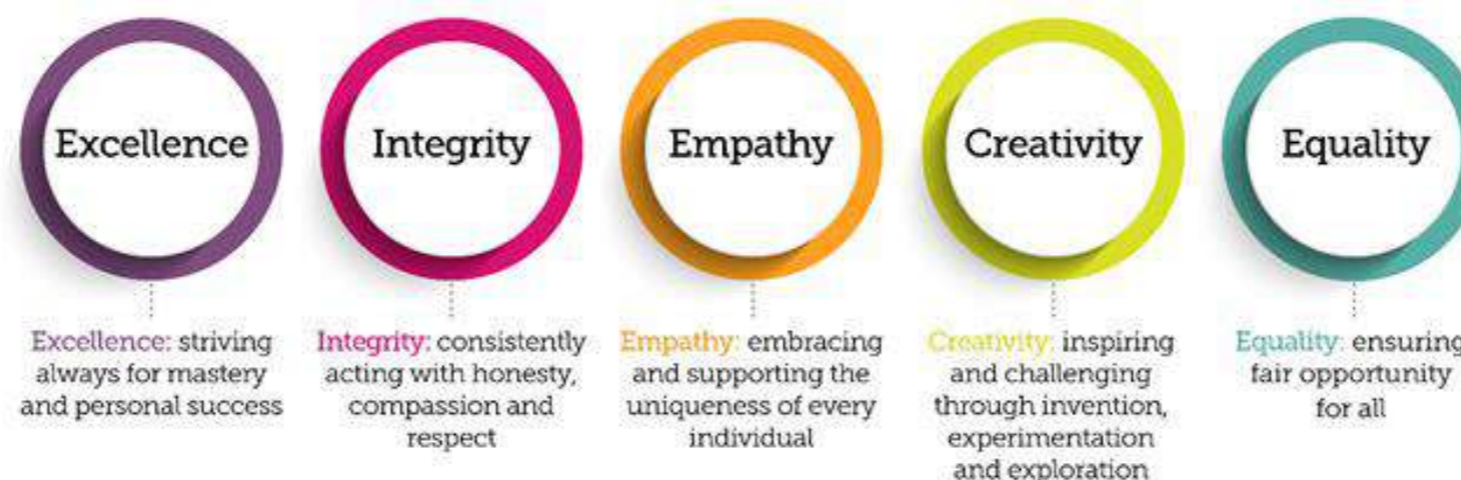 Excellence
Integrity
Empathy
Creativity
Equality
Excellence: striving
always for mastery
and personal success
Integrity: consistently
acting with honesty,
compassion and
respect
Empathy: embracing
and supporting the
uniqueness of every
individual
Creativity: inspiring
and challenging
through invention,
experimentation
and exploration
Equality: ensuring
fair opportunity
for all